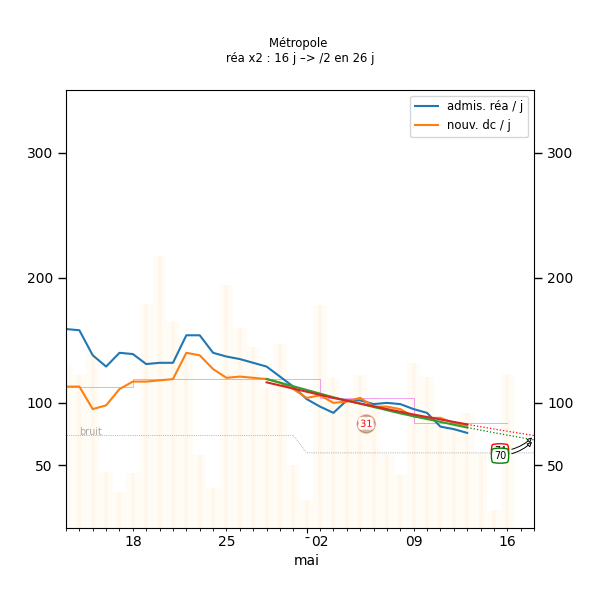 Métropole
réa x2 : 16 j –> /2 en 26 j
admis. réa / j
nouv. dc / j
300
300
200
200
100
100
bruit
31
50
70
50
18
25
02
09
16
mai